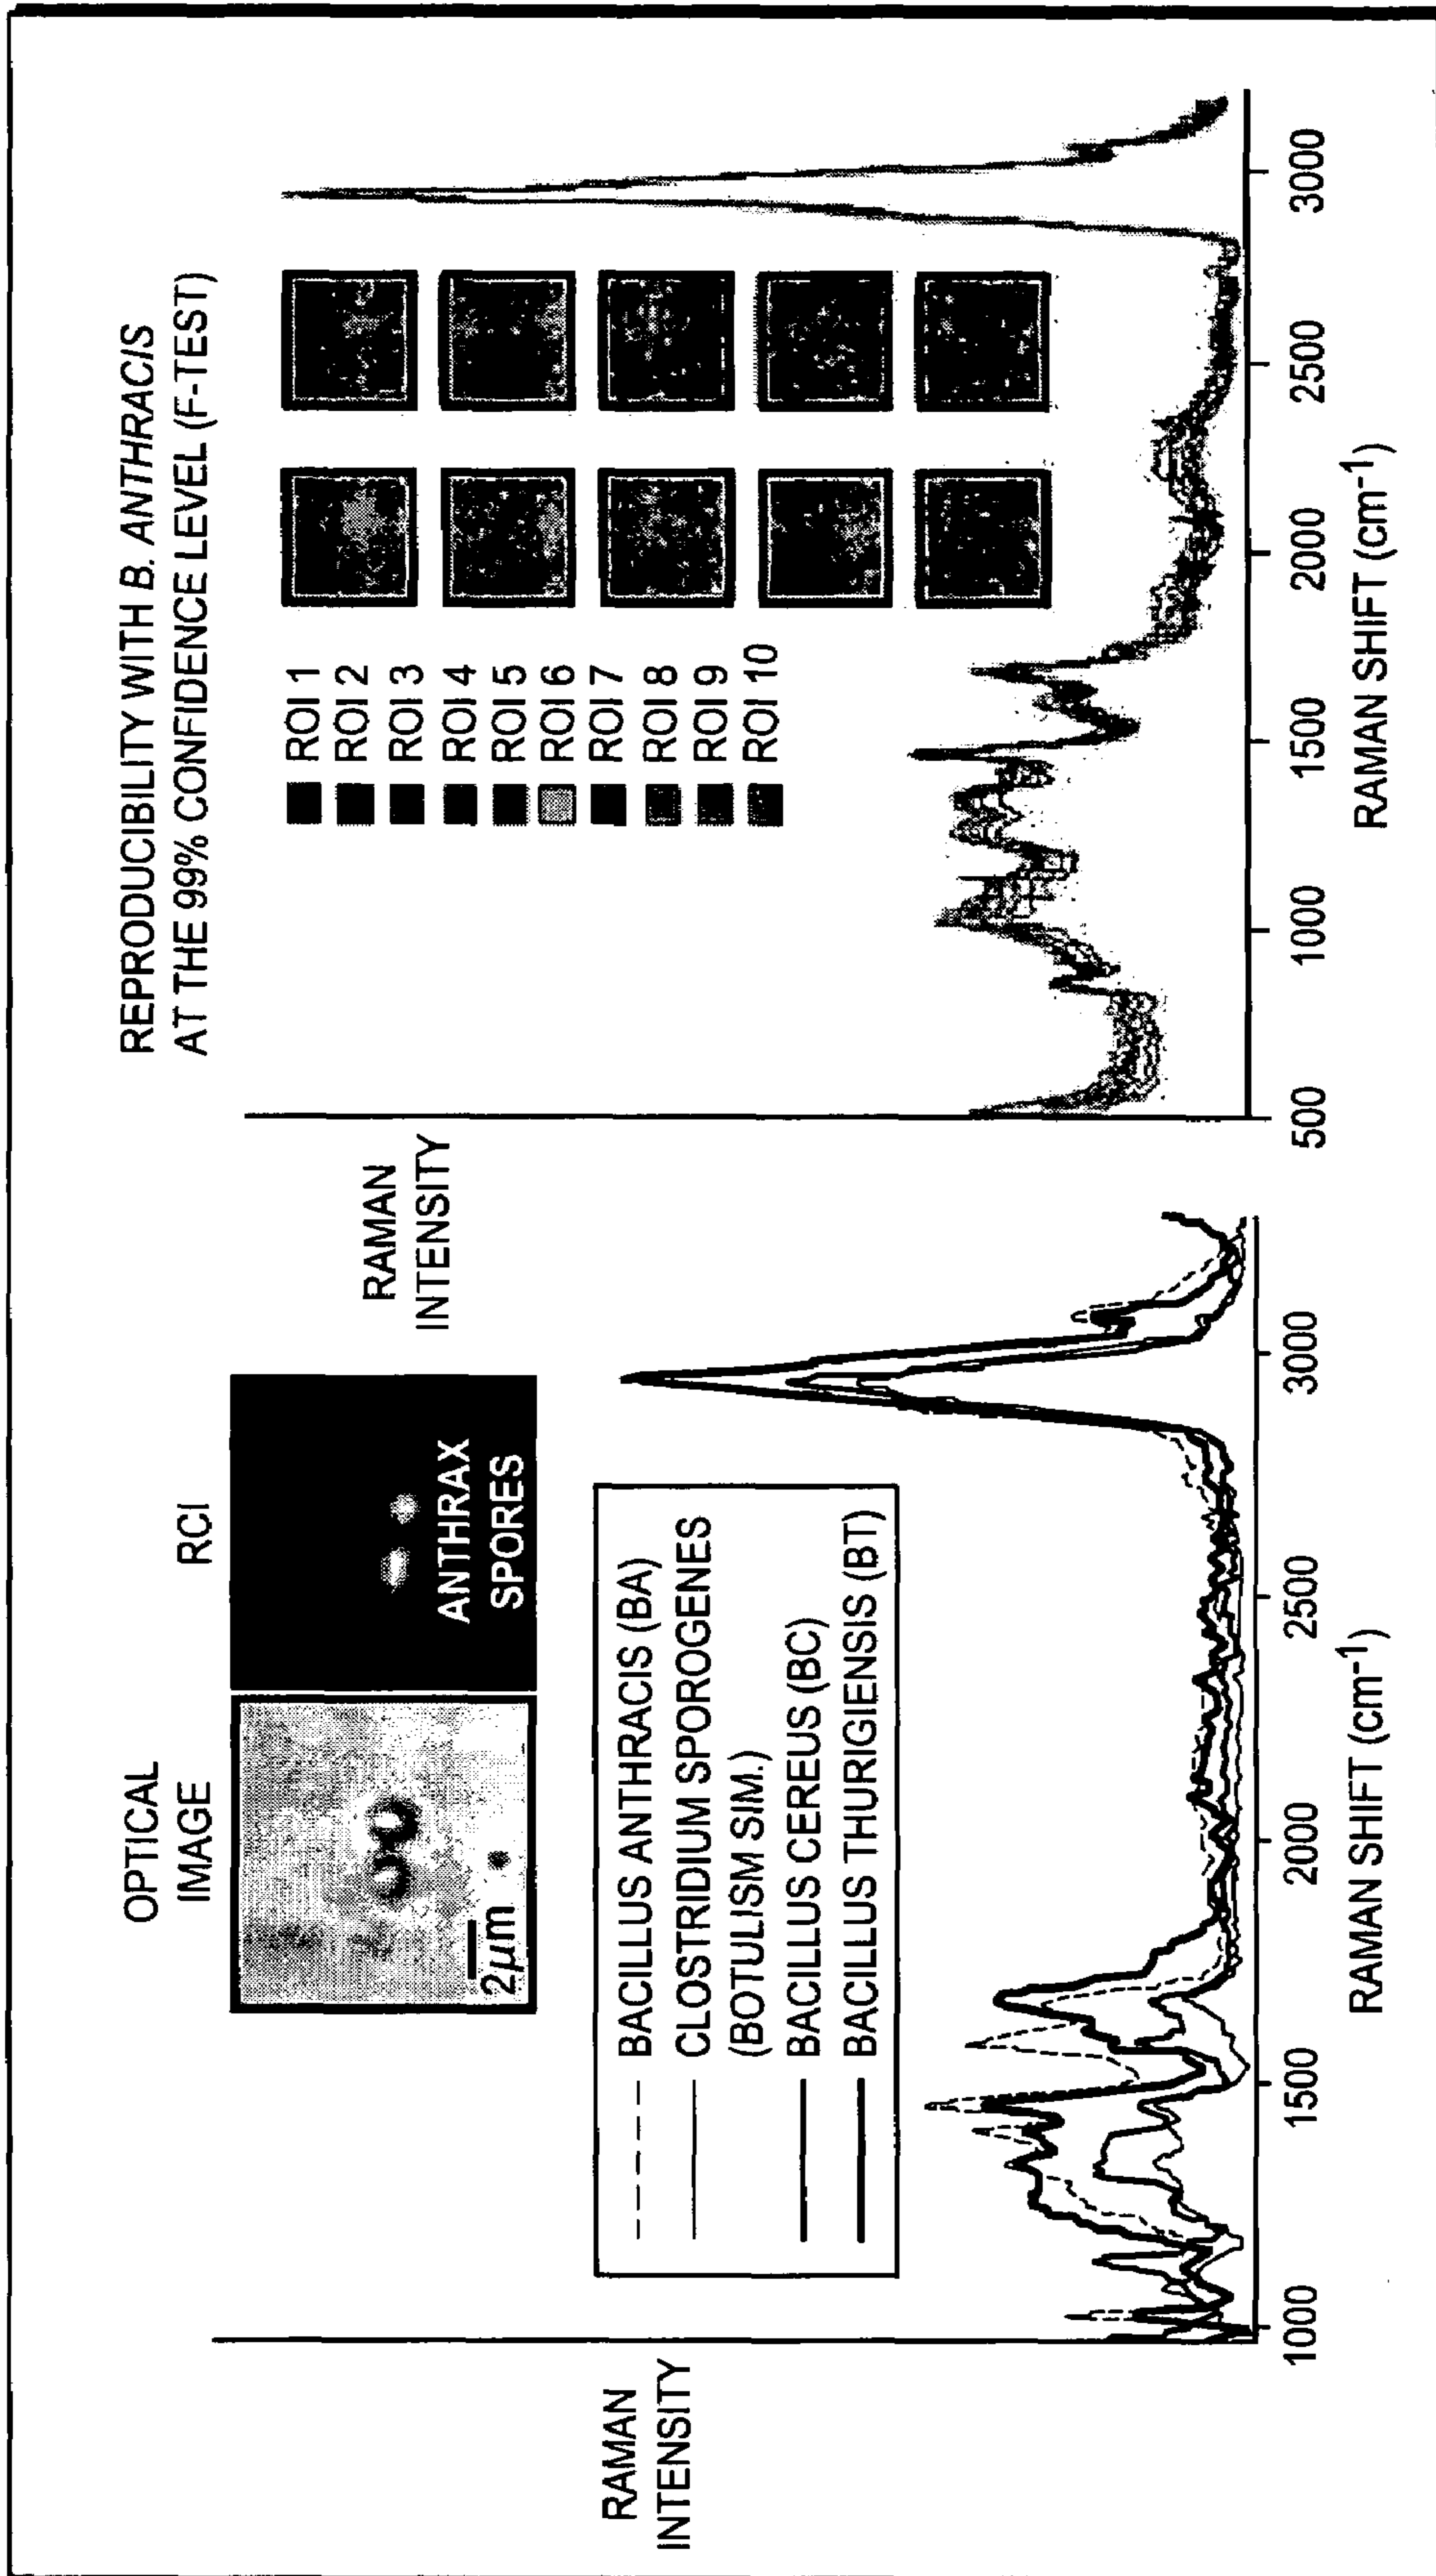 OPTICAL
IMAGE
RCI
2μm
ANTHRAX
SPORES
RAMAN
INTENSITY
BACILLUS ANTHRACIS (BA)
CLOSTRIDIUM SPOROGENES
(BOTULISM SIM.)
BACILLUS CEREUS (BC)
BACILLUS THURIGIENSIS (BT)
1000 1500 2000 2500 3000
RAMAN SHIFT (cm⁻¹)
REPRODUCIBILITY WITH B. ANTHRACIS
AT THE 99% CONFIDENCE LEVEL (F-TEST)
RAMAN
INTENSITY
ROI 1
ROI 2
ROI 3
ROI 4
ROI 5
ROI 6
ROI 7
ROI 8
ROI 9
ROI 10
500 1000 1500 2000 2500 3000
RAMAN SHIFT (cm⁻¹)